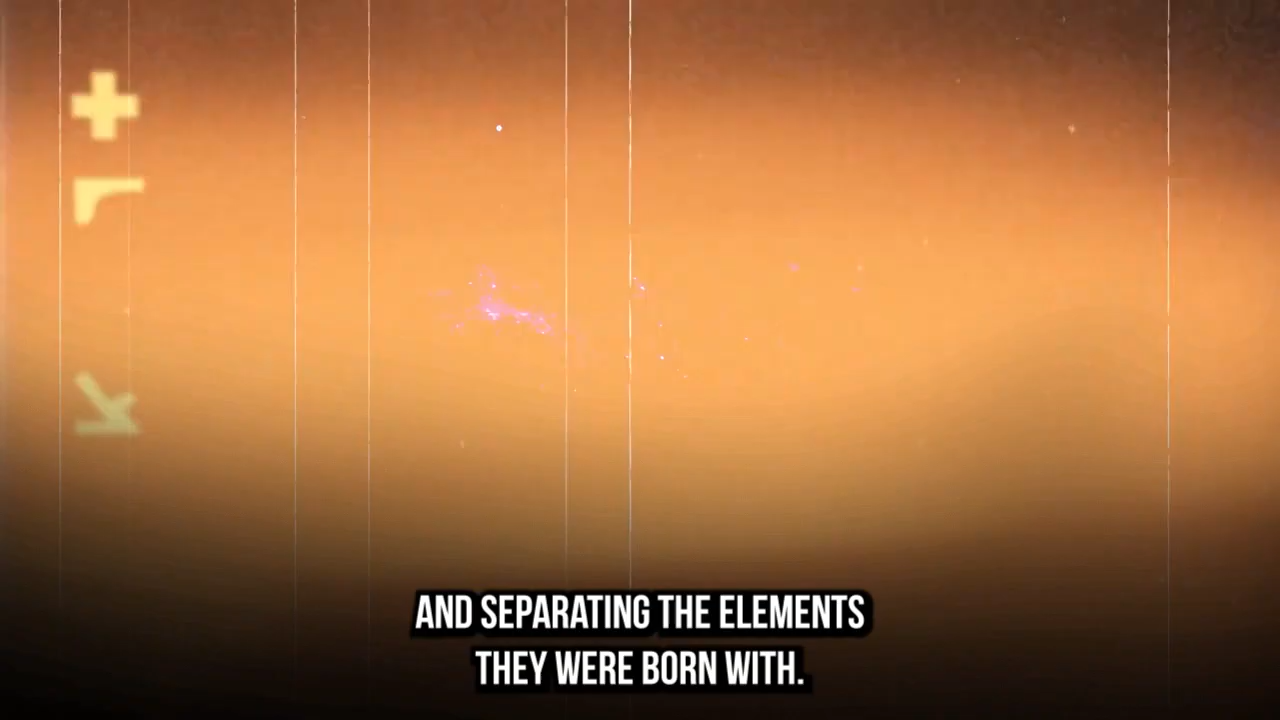 AND SEPARATING THE ELEMENTS
THEY WERE BORN WITH.